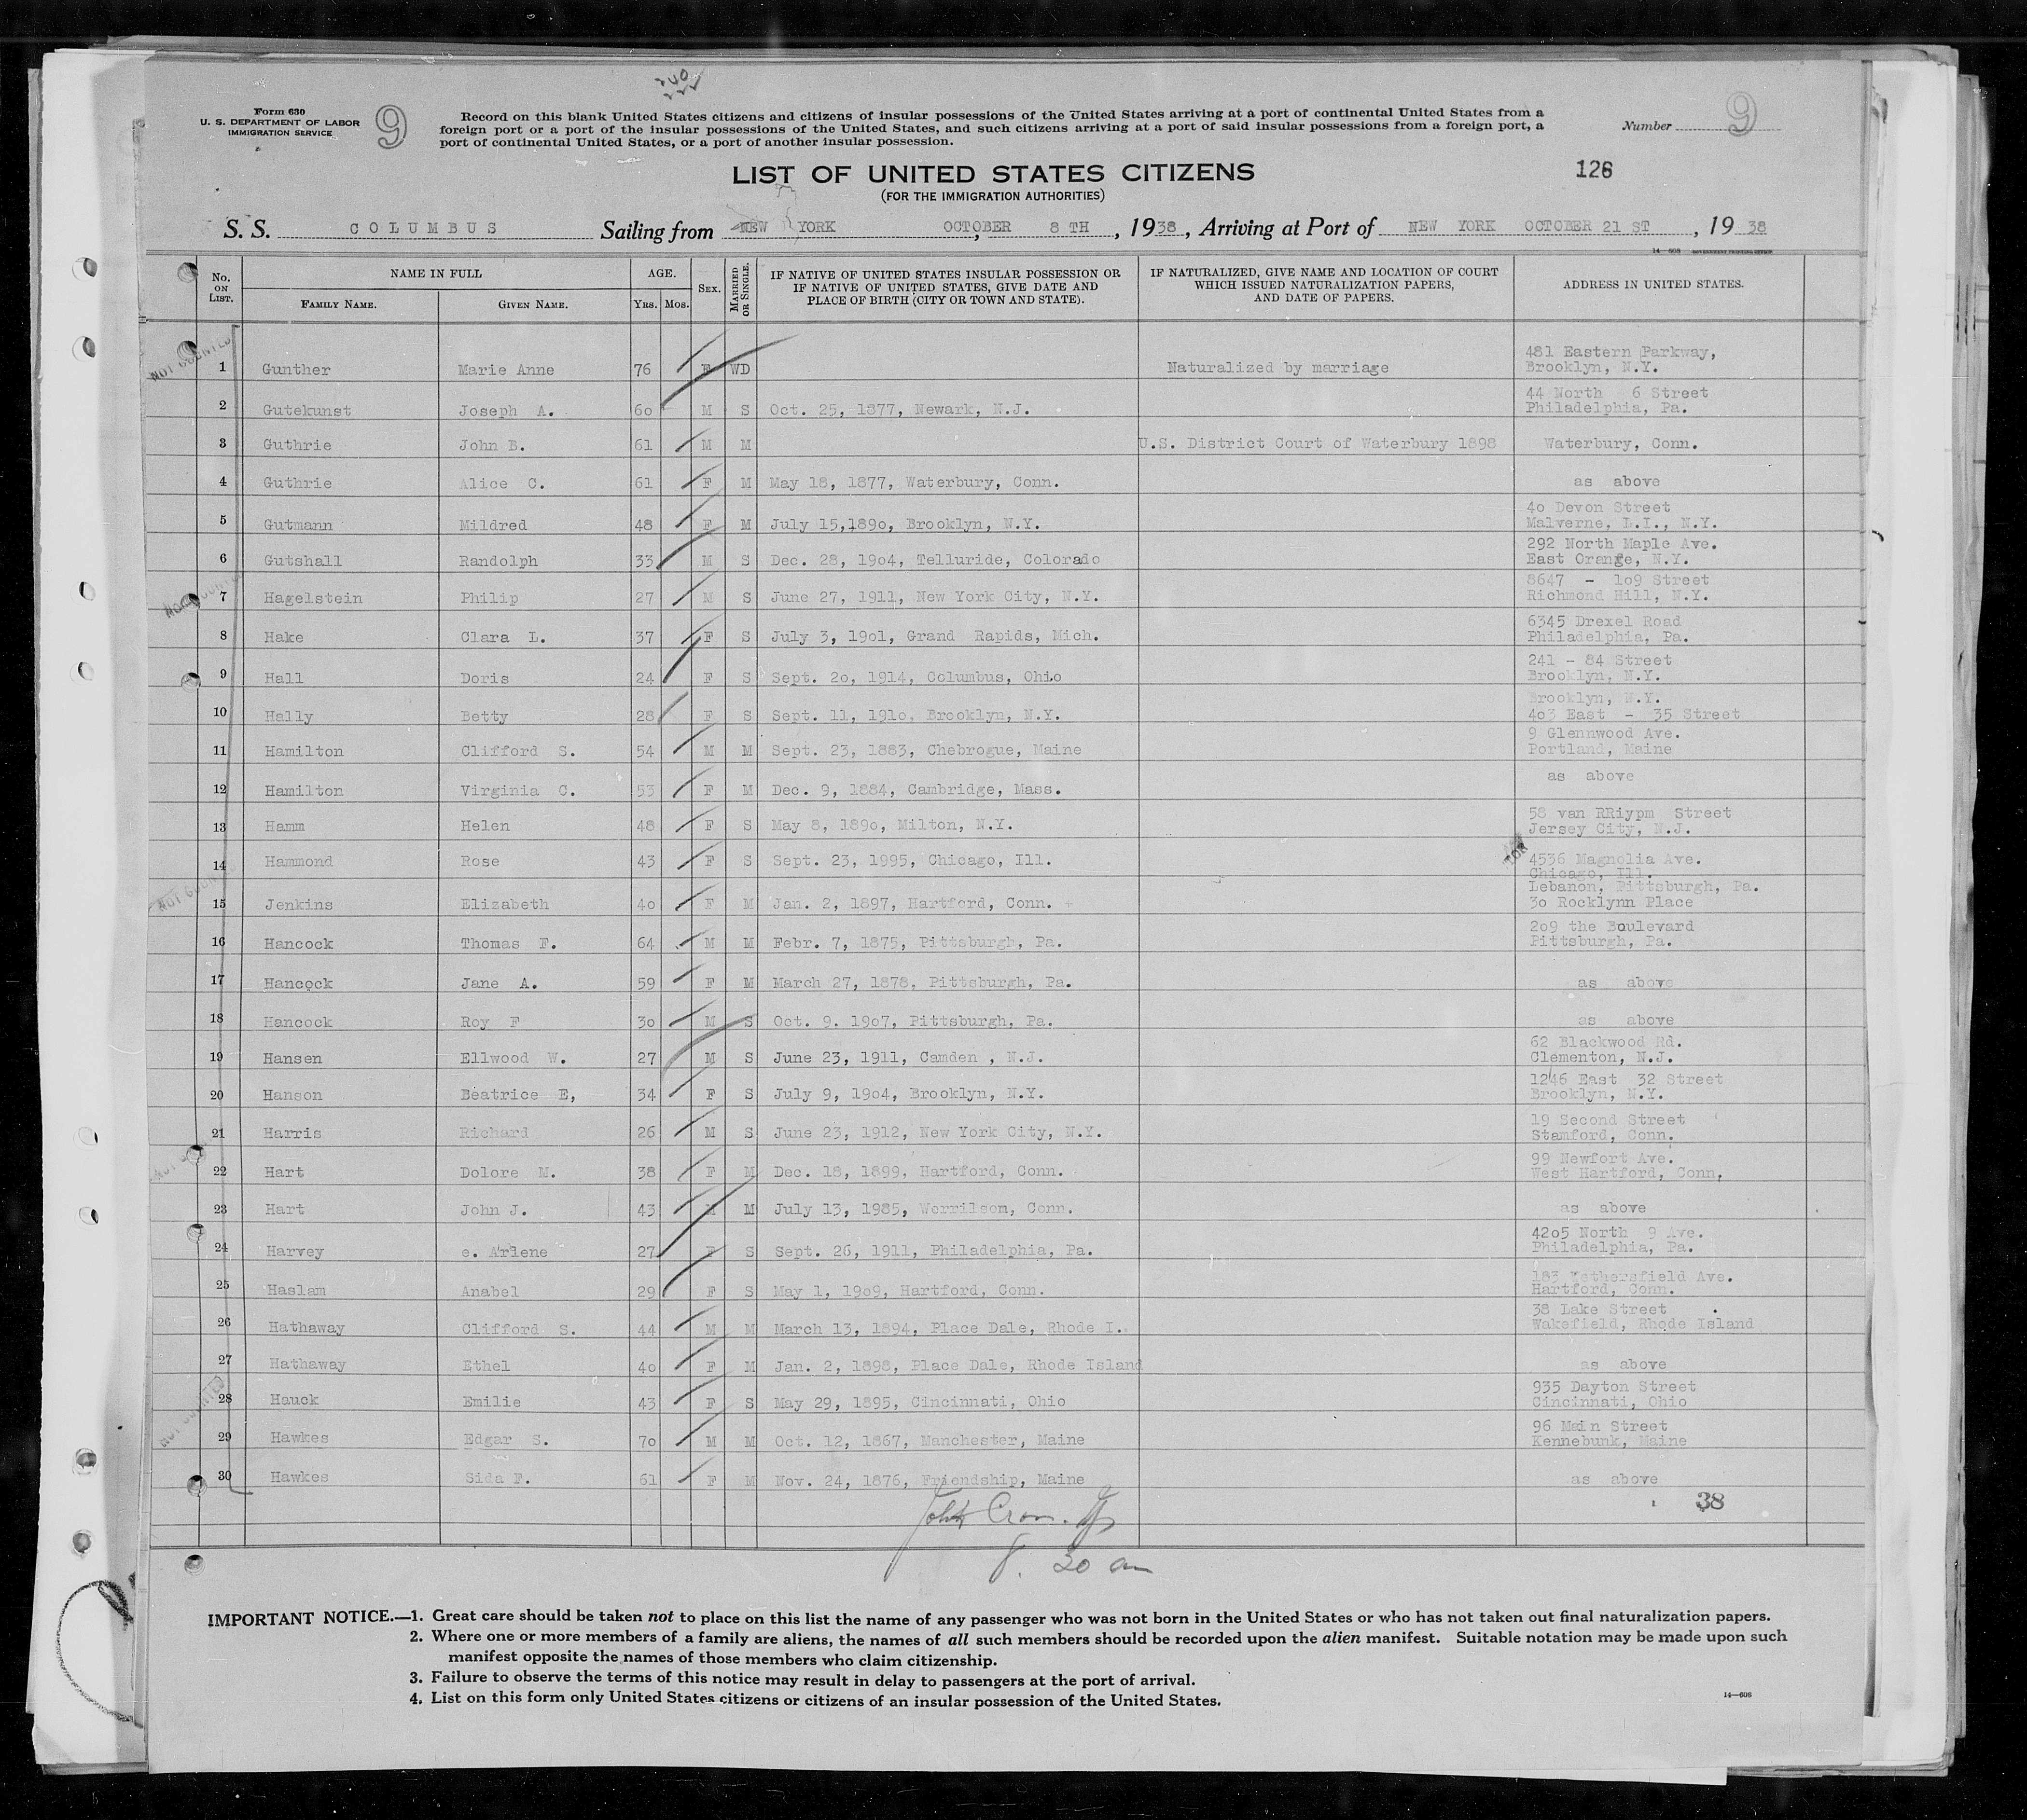 240
222
Form 630
U. S. DEPARTMENT OF LABOR
IMMIGRATION SERVICE
9
Record on this blank United States citizens and citizens of insular possessions of the United States arriving at a port of continental United States from a
foreign port or a port of the insular possessions of the United States, and such citizens arriving at a port of said insular possessions from a foreign port, a
port of continental United States, or a port of another insular possession.
Number 9
LIST OF UNITED STATES CITIZENS
(FOR THE IMMIGRATION AUTHORITIES)
126
S. S. COLUMBUS Sailing from NEW YORK OCTOBER 8 TH, 1938, Arriving at Port of NEW YORK OCTOBER 21 ST, 19 38
14-608 GOVERNMENT PRINTING OFFICE
No. ON LIST. NAME IN FULL AGE. SEX. MARRIED OR SINGLE. IF NATIVE OF UNITED STATES INSULAR POSSESSION OR IF NATIVE OF UNITED STATES, GIVE DATE AND PLACE OF BIRTH (CITY OR TOWN AND STATE). IF NATURALIZED, GIVE NAME AND LOCATION OF COURT WHICH ISSUED NATURALIZATION PAPERS, AND DATE OF PAPERS. ADDRESS IN UNITED STATES.
FAMILY NAME. GIVEN NAME. YRS. MOS.
NOT COUNTED
1 Gunther Marie Anne 76 F WD Naturalized by marriage 481 Eastern Parkway, Brooklyn, N.Y.
2 Gutekunst Joseph A. 60 M S Oct. 25, 1877, Newark, N.J. 44 North 6 Street Philadelphia, Pa.
3 Guthrie John B. 61 M M U.S. District Court of Waterbury 1898 Waterbury, Conn.
4 Guthrie Alice C. 61 F M May 18, 1877, Waterbury, Conn. as above
5 Gutmann Mildred 48 F M July 15,1890, Brooklyn, N.Y. 40 Devon Street Malverne, L.I., N.Y.
6 Gutshall Randolph 33 M S Dec. 28, 1904, Telluride, Colorado 292 North Maple Ave. East Orange, N.Y.
7 Hagelstein Philip 27 M S June 27, 1911, New York City, N.Y. 8647 - 109 Street Richmond Hill, N.Y.
8 Hake Clara L. 37 F S July 3, 1901, Grand Rapids, Mich. 6345 Drexel Road Philadelphia, Pa.
9 Hall Doris 24 F S Sept. 20, 1914, Columbus, Ohio 241 - 84 Street Brooklyn, N.Y.
10 Hally Betty 28 F S Sept. 11, 1910, Brooklyn, N.Y. Brooklyn, N.Y. 403 East - 35 Street
11 Hamilton Clifford S. 54 M M Sept. 23, 1883, Chebrogue, Maine 9 Glennwood Ave. Portland, Maine
12 Hamilton Virginia C. 53 F M Dec. 9, 1884, Cambridge, Mass. as above
13 Hamm Helen 48 F S May 8, 1890, Milton, N.Y. 58 van RRiypm Street Jersey City, N.J.
14 Hammond Rose 43 F S Sept. 23, 1995, Chicago, Ill. 4536 Magnolia Ave. Chicago, Ill.
15 Jenkins Elizabeth 40 F M Jan. 2, 1897, Hartford, Conn. Lebanon, Pittsburgh, Pa. 30 Rocklynn Place
16 Hancock Thomas F. 64 M M Febr. 7, 1875, Pittsburgh, Pa. 209 the Boulevard Pittsburgh, Pa.
17 Hancock Jane A. 59 F M March 27, 1878, Pittsburgh, Pa. as above
18 Hancock Roy F 30 M S Oct. 9. 1907, Pittsburgh, Pa. as above
19 Hansen Ellwood W. 27 M S June 23, 1911, Camden , N.J. 62 Blackwood Rd. Clementon, N.J.
20 Hanson Beatrice E, 34 F S July 9, 1904, Brooklyn, N.Y. 1246 East 32 Street Brooklyn, N.Y.
21 Harris Richard 26 M S June 23, 1912, New York City, N.Y. 19 Second Street Stamford, Conn.
22 Hart Dolore M. 38 F M Dec. 18, 1899, Hartford, Conn. 99 Newfort Ave. West Hartford, Conn,
23 Hart John J. 43 M July 13, 1985, Worrilson, Conn. as above
24 Harvey e. Arlene 27 F S Sept. 26, 1911, Philadelphia, Pa. 4205 North 9 Ave. Philadelphia, Pa.
25 Haslam Anabel 29 F S May 1, 1909, Hartford, Conn. 183 Wethersfield Ave. Hartford, Conn.
26 Hathaway Clifford S. 44 M M March 13, 1894, Place Dale, Rhode I. 38 Lake Street Wakefield, Rhode Island
27 Hathaway Ethel 40 F M Jan. 2, 1898, Place Dale, Rhode Island as above
28 Hauck Emilie 43 F S May 29, 1895, Cincinnati, Ohio 935 Dayton Street Cincinnati, Ohio
29 Hawkes Edgar S. 70 M M Oct. 12, 1867, Manchester, Maine 96 Main Street Kennebunk, Maine
30 Hawkes Sida F. 61 F M Nov. 24, 1876, Friendship, Maine as above
38
John Cron. Jr
8. 20 am
IMPORTANT NOTICE.—1. Great care should be taken not to place on this list the name of any passenger who was not born in the United States or who has not taken out final naturalization papers.
2. Where one or more members of a family are aliens, the names of all such members should be recorded upon the alien manifest. Suitable notation may be made upon such
manifest opposite the names of those members who claim citizenship.
3. Failure to observe the terms of this notice may result in delay to passengers at the port of arrival.
4. List on this form only United States citizens or citizens of an insular possession of the United States.
14—608